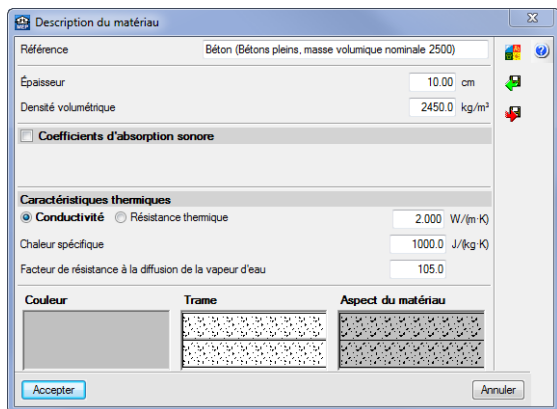 Description du matériau
Référence Béton (Bétons pleins, masse volumique nominale 2500)
Épaisseur 10.00 cm
Densité volumétrique 2450.0 kg/m³
Coefficients d'absorption sonore
Caractéristiques thermiques
Conductivité Résistance thermique 2.000 W/(m·K)
Chaleur spécifique 1000.0 J/(kg·K)
Facteur de résistance à la diffusion de la vapeur d'eau 105.0
Couleur Trame Aspect du matériau
Accepter Annuler